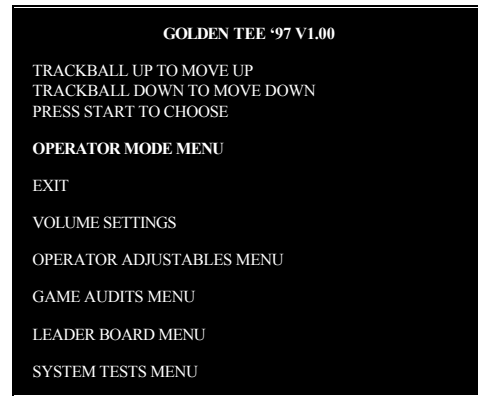 GOLDEN TEE ‘97 V1.00
TRACKBALL UP TO MOVE UP
TRACKBALL DOWN TO MOVE DOWN
PRESS START TO CHOOSE
OPERATOR MODE MENU
EXIT
VOLUME SETTINGS
OPERATOR ADJUSTABLES MENU
GAME AUDITS MENU
LEADER BOARD MENU
SYSTEM TESTS MENU